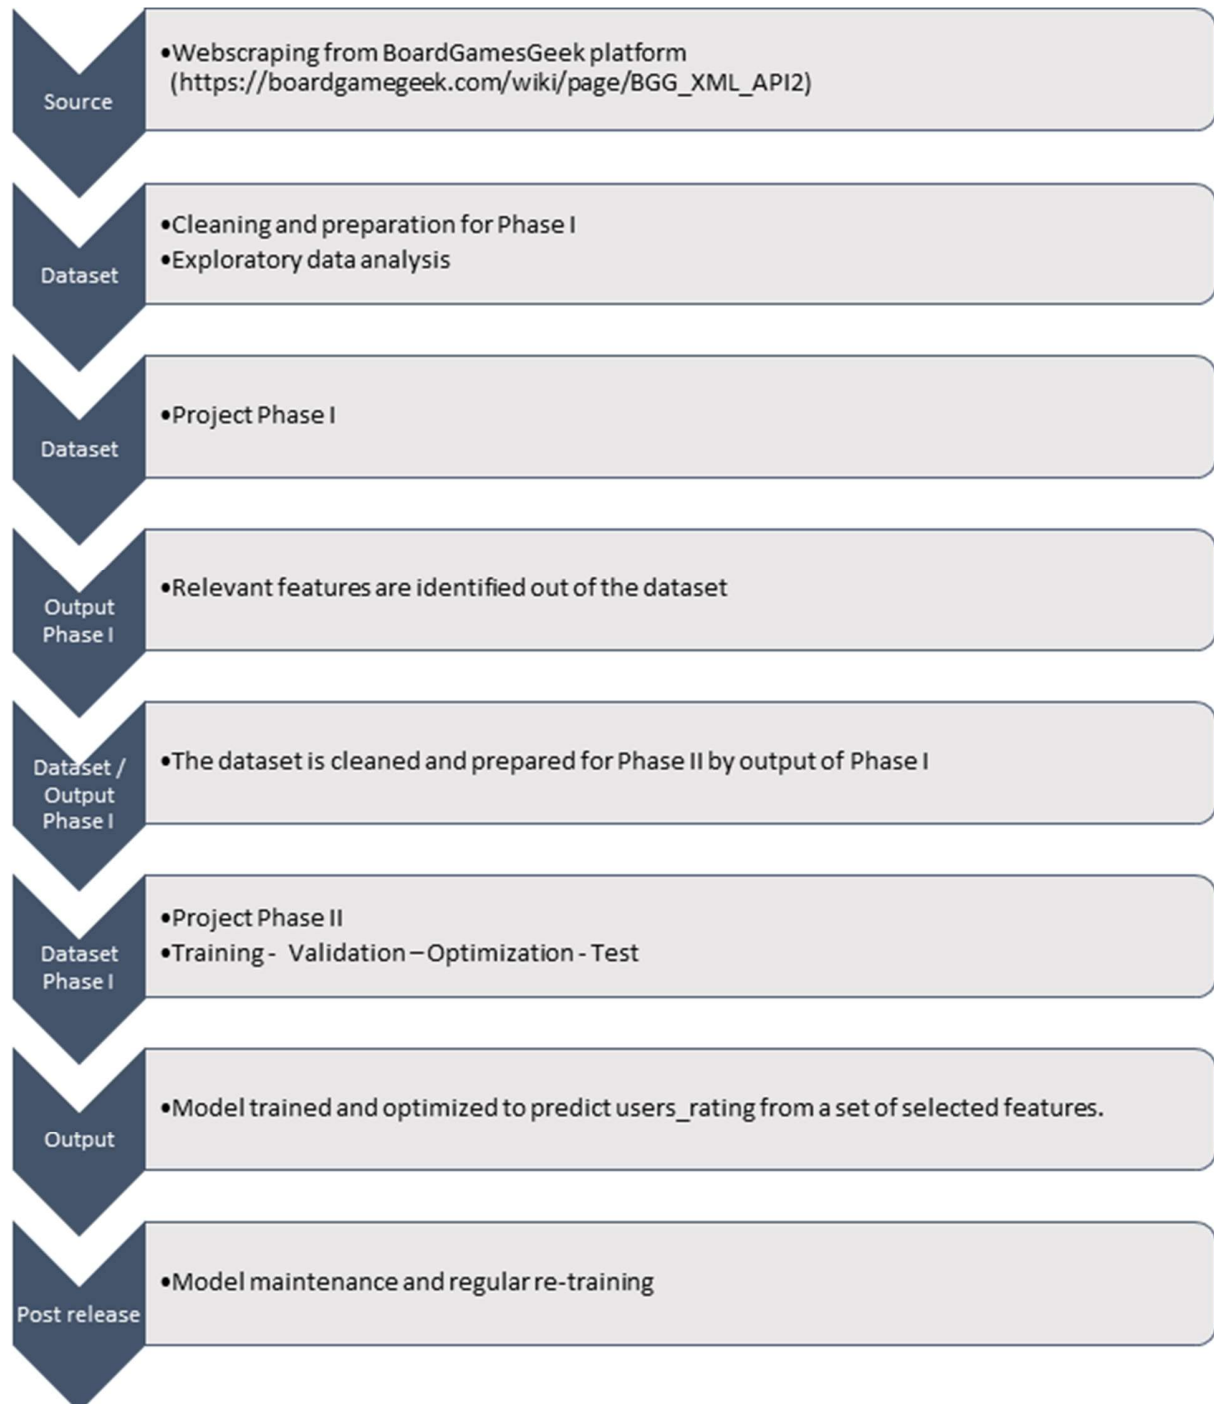 Source
•Webscraping from BoardGamesGeek platform
(https://boardgamegeek.com/wiki/page/BGG_XML_API2)
Dataset
•Cleaning and preparation for Phase I
•Exploratory data analysis
Dataset
•Project Phase I
Output
Phase I
•Relevant features are identified out of the dataset
Dataset /
Output
Phase I
•The dataset is cleaned and prepared for Phase II by output of Phase I
Dataset
Phase I
•Project Phase II
•Training - Validation – Optimization - Test
Output
•Model trained and optimized to predict users_rating from a set of selected features.
Post release
•Model maintenance and regular re-training